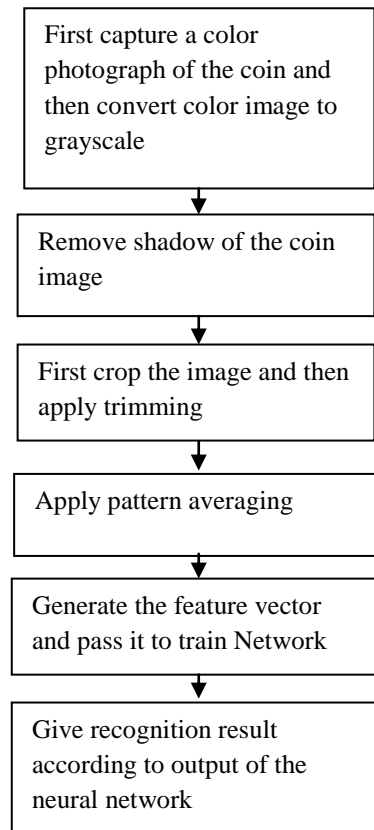 First capture a color
photograph of the coin and
then convert color image to
grayscale
Remove shadow of the coin
image
First crop the image and then
apply trimming
Apply pattern averaging
Generate the feature vector
and pass it to train Network
Give recognition result
according to output of the
neural network